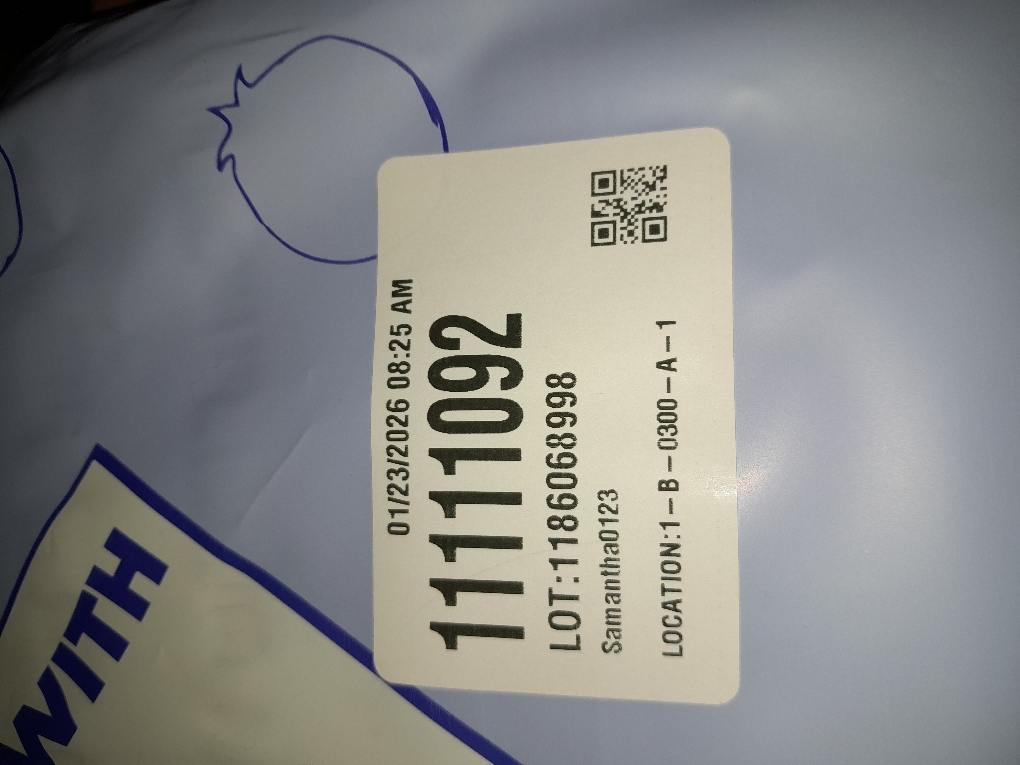 01/23/2026 08:25 AM
11111092
LOT:1186068998
Samantha0123
LOCATION:1-B-0300-A-1
WITH